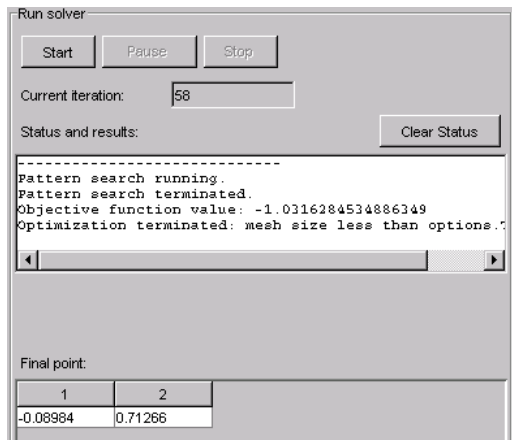 Run solver
Start Pause Stop
Current iteration: 58
Status and results: Clear Status
----------------------------
Pattern search running.
Pattern search terminated.
Objective function value: -1.0316284534886349
Optimization terminated: mesh size less than options.T
Final point:
1 2
-0.08984 0.71266